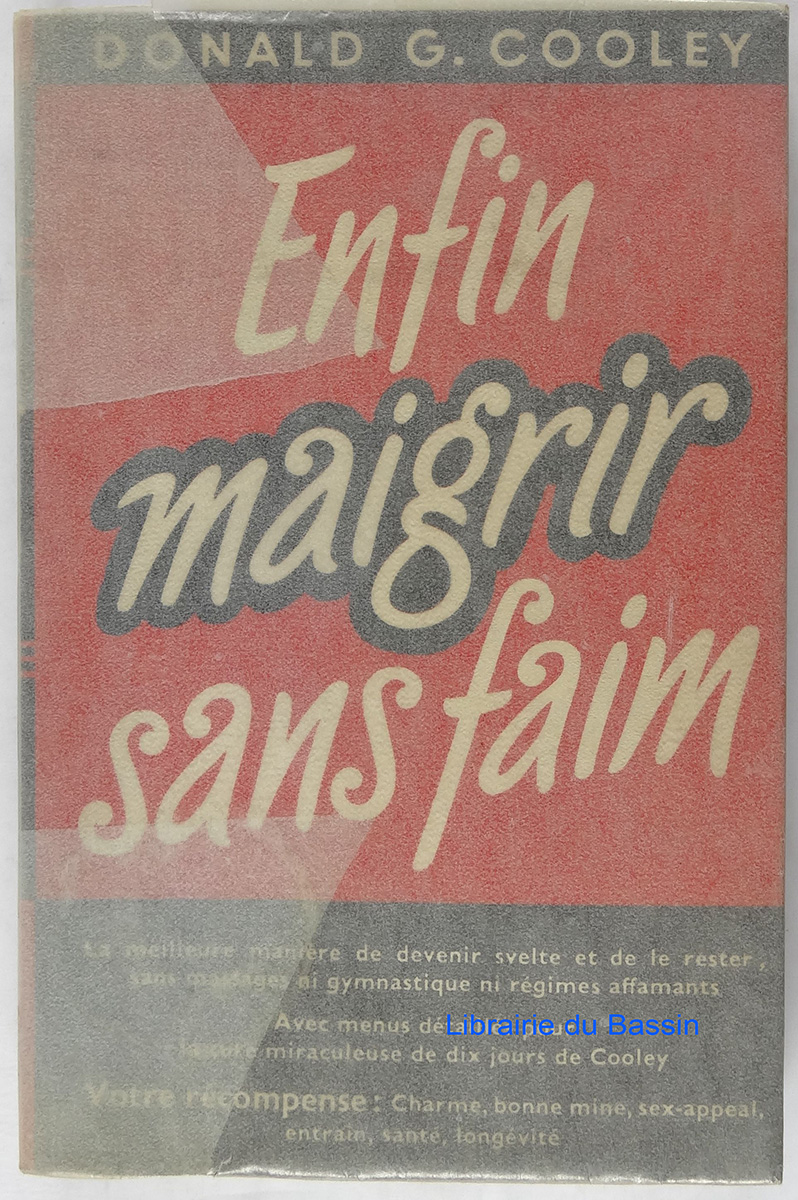 DONALD G. COOLEY
Enfin
maigrir
sans faim
La meilleure manière de devenir svelte et de le rester,
sans massages ni gymnastique ni régimes affamants
Avec menus
Librairie du Bassin
la cure miraculeuse de dix jours de Cooley
Votre récompense: Charme, bonne mine, sex-appeal,
entrain, santé, longévité